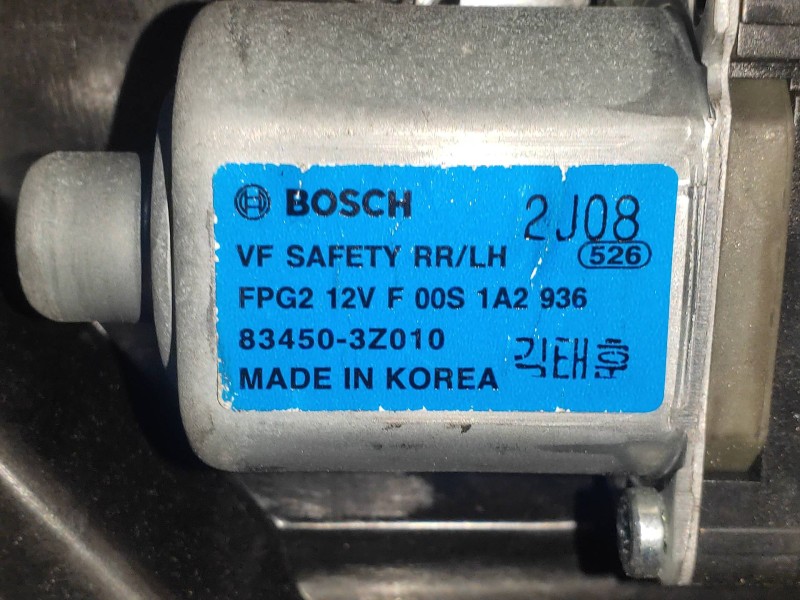 BOSCH 2J08
VF SAFETY RR/LH 526
FPG2 12V F 00S 1A2 936
83450-3Z010
MADE IN KOREA